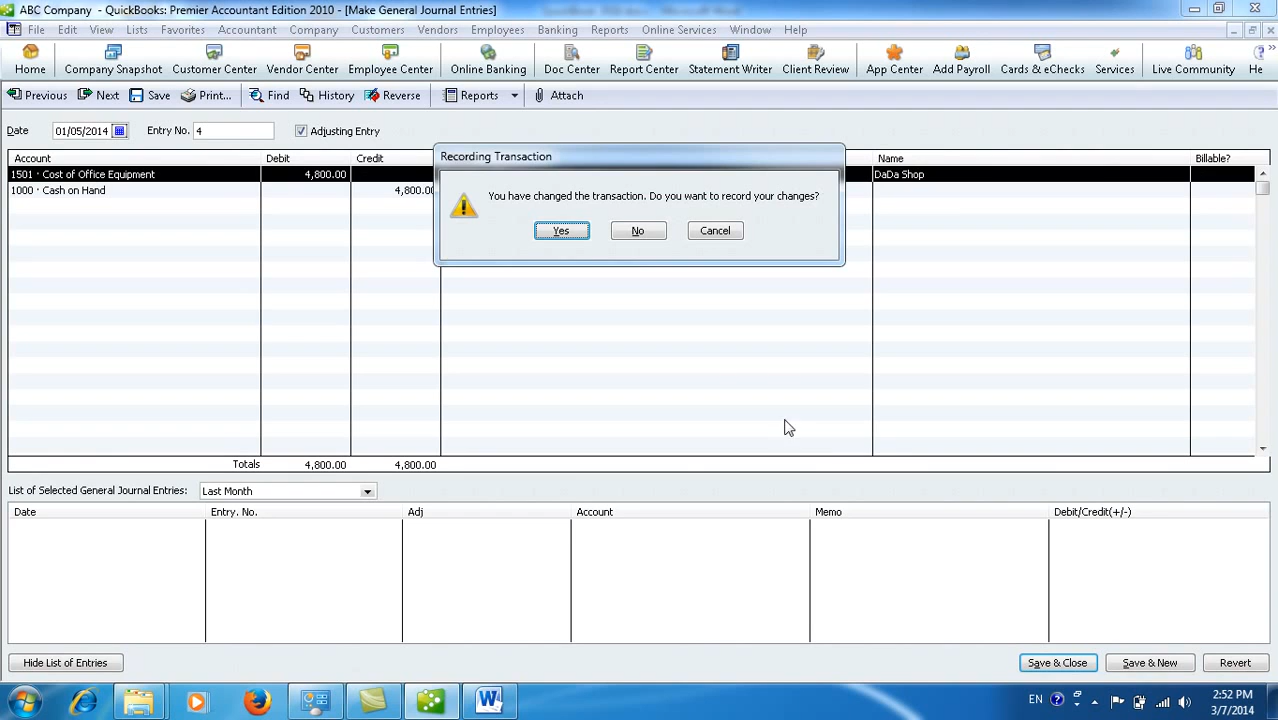 ABC Company - QuickBooks: Premier Accountant Edition 2010 - [Make General Journal Entries]
File Edit View Lists Favorites Accountant Company Customers Vendors Employees Banking Reports Online Services Window Help
Home Company Snapshot Customer Center Vendor Center Employee Center Online Banking Doc Center Report Center Statement Writer Client Review App Center Add Payroll Cards & eChecks Services Live Community He
Previous Next Save Print... Find History Reverse Reports Attach
Date 01/05/2014 Entry No. 4 Adjusting Entry
Account Debit Credit Name Billable?
1501 · Cost of Office Equipment 4,800.00 DaDa Shop
1000 · Cash on Hand 4,800.00
Recording Transaction
You have changed the transaction. Do you want to record your changes?
Yes No Cancel
Totals 4,800.00 4,800.00
List of Selected General Journal Entries: Last Month
Date Entry. No. Adj Account Memo Debit/Credit(+/-)
Hide List of Entries Save & Close Save & New Revert
EN 2:52 PM
3/7/2014